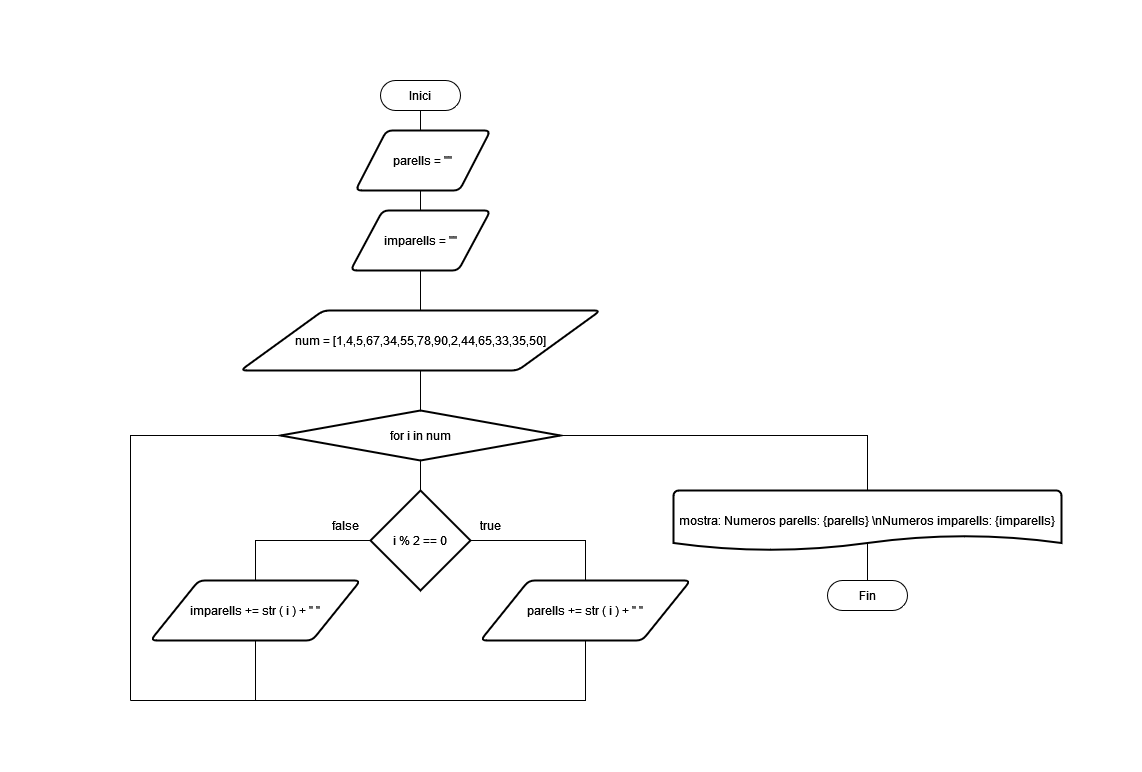 Inici
parells = ""
imparells = ""
num = [1,4,5,67,34,55,78,90,2,44,65,33,35,50]
for i in num
false
i % 2 == 0
true
mostra: Numeros parells: {parells} \nNumeros imparells: {imparells}
imparells += str ( i ) + " "
parells += str ( i ) + " "
Fin